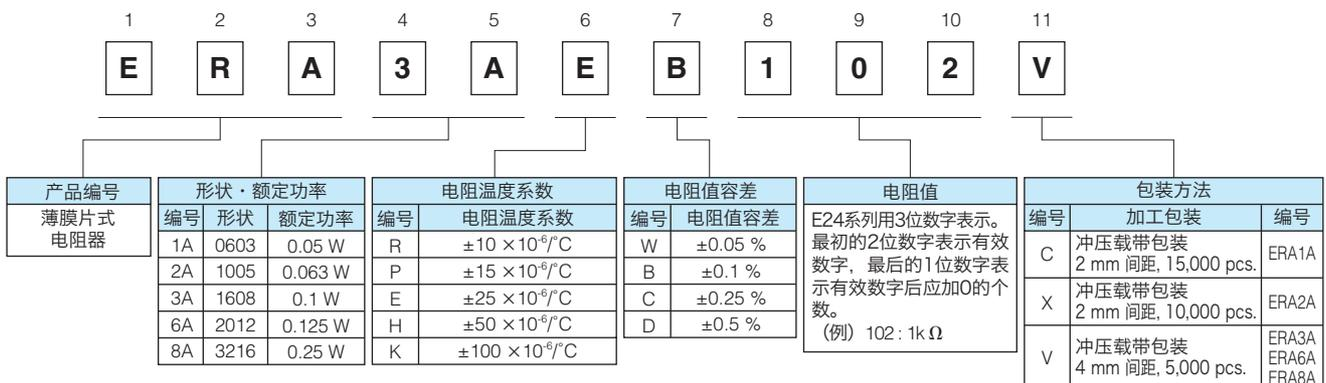 1 2 3 4 5 6 7 8 9 10 11
E R A 3 A E B 1 0 2 V
产品编号
薄膜片式
电阻器
形状・额定功率
编号 形状 额定功率
1A 0603 0.05 W
2A 1005 0.063 W
3A 1608 0.1 W
6A 2012 0.125 W
8A 3216 0.25 W
电阻温度系数
编号 电阻温度系数
R ±10 ×10⁻⁶/°C
P ±15 ×10⁻⁶/°C
E ±25 ×10⁻⁶/°C
H ±50 ×10⁻⁶/°C
K ±100 ×10⁻⁶/°C
电阻值容差
编号 电阻值容差
W ±0.05 %
B ±0.1 %
C ±0.25 %
D ±0.5 %
电阻值
E24系列用3位数字表示。
最初的2位数字表示有效
数字，最后的1位数字表
示有效数字后应加0的个
数。
（例）102 : 1k Ω
包装方法
编号 加工包装 编号
C 冲压载带包装
2 mm 间距, 15,000 pcs. ERA1A
X 冲压载带包装
2 mm 间距, 10,000 pcs. ERA2A
V 冲压载带包装
4 mm 间距, 5,000 pcs.
ERA3A
ERA6A
ERA8A